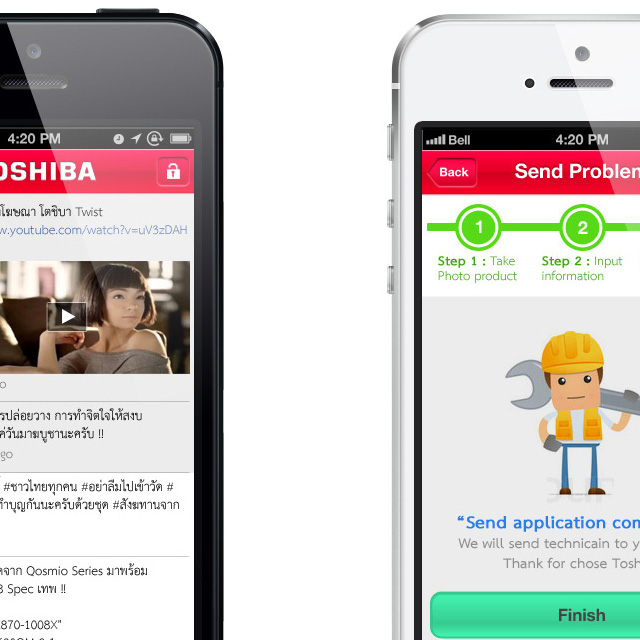 4:20 PM
OSHIBA
โฆษณา โตชิบา Twist
w.youtube.com/watch?v=uV3zDAH
รปล่อยวาง การทำจิตใจให้สงบ
ค่วันมาฆบูชานะครับ !!
go
#ชาวไทยทุกคน #อย่าลืมไปเข้าวัด #
ทำบุญกันนะครับด้วยชุด #สังฆทานจาก
จาก Qosmio Series มาพร้อม
Spec เทพ !!
870-1008X"
Bell
4:20 PM
Back
Send Problem
1
2
Step 1 : Take
Photo product
Step 2 : Input
information
“Send application com
We will send technicain to y
Thank for chose Tosh
Finish